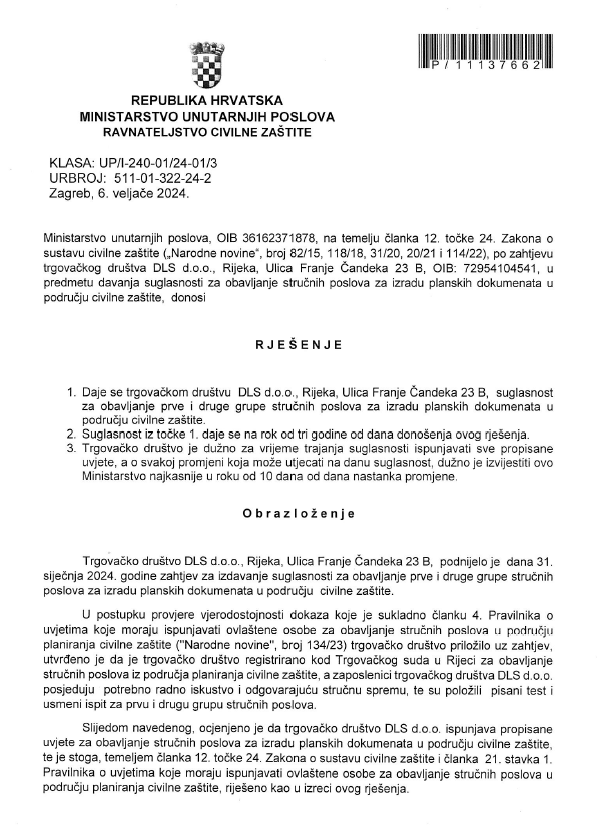 P/11137662
REPUBLIKA HRVATSKA
MINISTARSTVO UNUTARNJIH POSLOVA
RAVNATELJSTVO CIVILNE ZAŠTITE
KLASA: UP/I-240-01/24-01/3
URBROJ: 511-01-322-24-2
Zagreb, 6. veljače 2024.
Ministarstvo unutarnjih poslova, OIB 36162371878, na temelju članka 12. točke 24. Zakona o
sustavu civilne zaštite („Narodne novine“, broj 82/15, 118/18, 31/20, 20/21 i 114/22), po zahtjevu
trgovačkog društva DLS d.o.o., Rijeka, Ulica Franje Čandeka 23 B, OIB: 72954104541, u
predmetu davanja suglasnosti za obavljanje stručnih poslova za izradu planskih dokumenata u
području civilne zaštite, donosi
R J E Š E N J E
1. Daje se trgovačkom društvu DLS d.o.o., Rijeka, Ulica Franje Čandeka 23 B, suglasnost
za obavljanje prve i druge grupe stručnih poslova za izradu planskih dokumenata u
području civilne zaštite.
2. Suglasnost iz točke 1. daje se na rok od tri godine od dana donošenja ovog rješenja.
3. Trgovačko društvo je dužno za vrijeme trajanja suglasnosti ispunjavati sve propisane
uvjete, a o svakoj promjeni koja može utjecati na danu suglasnost, dužno je izvijestiti ovo
Ministarstvo najkasnije u roku od 10 dana od dana nastanka promjene.
O b r a z l o ž e n j e
Trgovačko društvo DLS d.o.o., Rijeka, Ulica Franje Čandeka 23 B, podnijelo je dana 31.
siječnja 2024. godine zahtjev za izdavanje suglasnosti za obavljanje prve i druge grupe stručnih
poslova za izradu planskih dokumenata u području civilne zaštite.
U postupku provjere vjerodostojnosti dokaza koje je sukladno članku 4. Pravilnika o
uvjetima koje moraju ispunjavati ovlaštene osobe za obavljanje stručnih poslova u području
planiranja civilne zaštite ("Narodne novine", broj 134/23) trgovačko društvo priložilo uz zahtjev,
utvrđeno je da je trgovačko društvo registrirano kod Trgovačkog suda u Rijeci za obavljanje
stručnih poslova iz područja planiranja civilne zaštite, a zaposlenici trgovačkog društva DLS d.o.o.
posjeduju potrebno radno iskustvo i odgovarajuću stručnu spremu, te su položili pisani test i
usmeni ispit za prvu i drugu grupu stručnih poslova.
Slijedom navedenog, ocjenjeno je da trgovačko društvo DLS d.o.o. ispunjava propisane
uvjete za obavljanje stručnih poslova za izradu planskih dokumenata u području civilne zaštite,
te je stoga, temeljem članka 12. točke 24. Zakona o sustavu civilne zaštite i članka 21. stavka 1.
Pravilnika o uvjetima koje moraju ispunjavati ovlaštene osobe za obavljanje stručnih poslova u
području planiranja civilne zaštite, riješeno kao u izreci ovog rješenja.